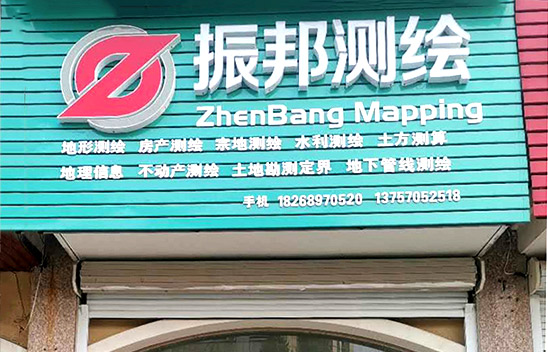 振邦测绘
ZhenBang Mapping
地形测绘 房产测绘 宗地测绘 水利测绘 土方测算
地理信息 不动产测绘 土地勘测定界 地下管线测绘
手机 18268970520 13757052518